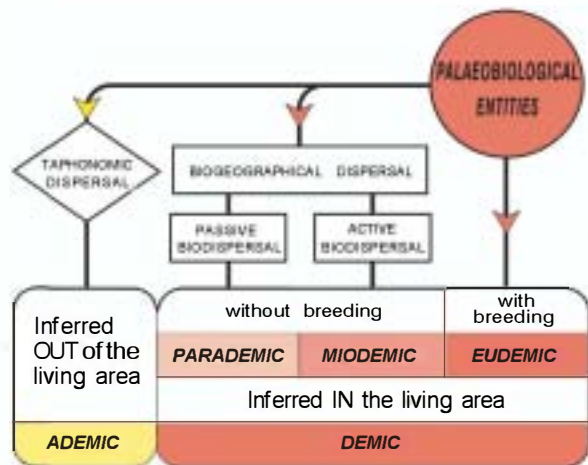 PALAEOBIOLOGICAL
ENTITIES
TAPHONOMIC
DISPERSAL
BIOGEOGRAPHICAL DISPERSAL
PASSIVE
BIODISPERSAL
ACTIVE
BIODISPERSAL
Inferred
OUT of the
living area
without breeding
with
breeding
PARADEMIC
MIODEMIC
EUDEMIC
Inferred IN the living area
ADEMIC
DEMIC